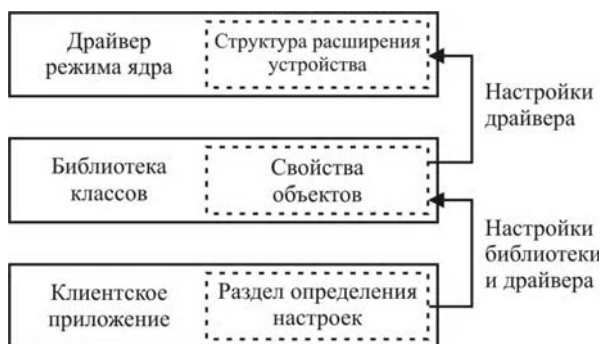 Драйвер
режима ядра
Структура расширения
устройства
Настройки
драйвера
Библиотека
классов
Свойства
объектов
Настройки
библиотеки
и драйвера
Клиентское
приложение
Раздел определения
настроек